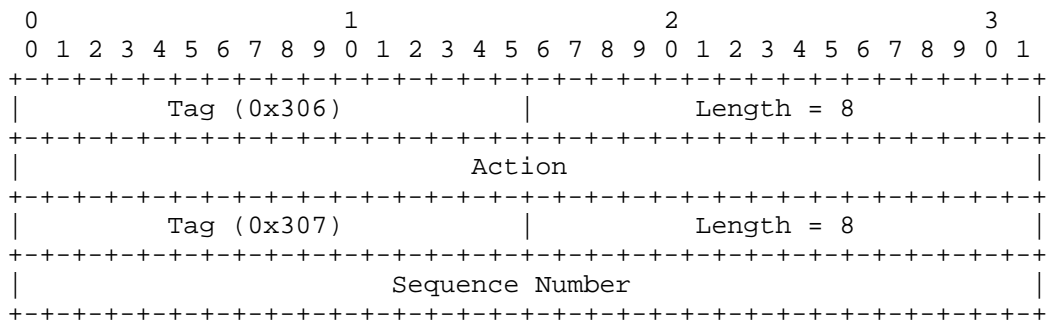 0                   1                   2                   3
 0 1 2 3 4 5 6 7 8 9 0 1 2 3 4 5 6 7 8 9 0 1 2 3 4 5 6 7 8 9 0 1
+-+-+-+-+-+-+-+-+-+-+-+-+-+-+-+-+-+-+-+-+-+-+-+-+-+-+-+-+-+-+-+-+
|         Tag (0x306)           |          Length = 8           |
+-+-+-+-+-+-+-+-+-+-+-+-+-+-+-+-+-+-+-+-+-+-+-+-+-+-+-+-+-+-+-+-+
|                            Action                             |
+-+-+-+-+-+-+-+-+-+-+-+-+-+-+-+-+-+-+-+-+-+-+-+-+-+-+-+-+-+-+-+-+
|         Tag (0x307)           |          Length = 8           |
+-+-+-+-+-+-+-+-+-+-+-+-+-+-+-+-+-+-+-+-+-+-+-+-+-+-+-+-+-+-+-+-+
|                       Sequence Number                         |
+-+-+-+-+-+-+-+-+-+-+-+-+-+-+-+-+-+-+-+-+-+-+-+-+-+-+-+-+-+-+-+-+